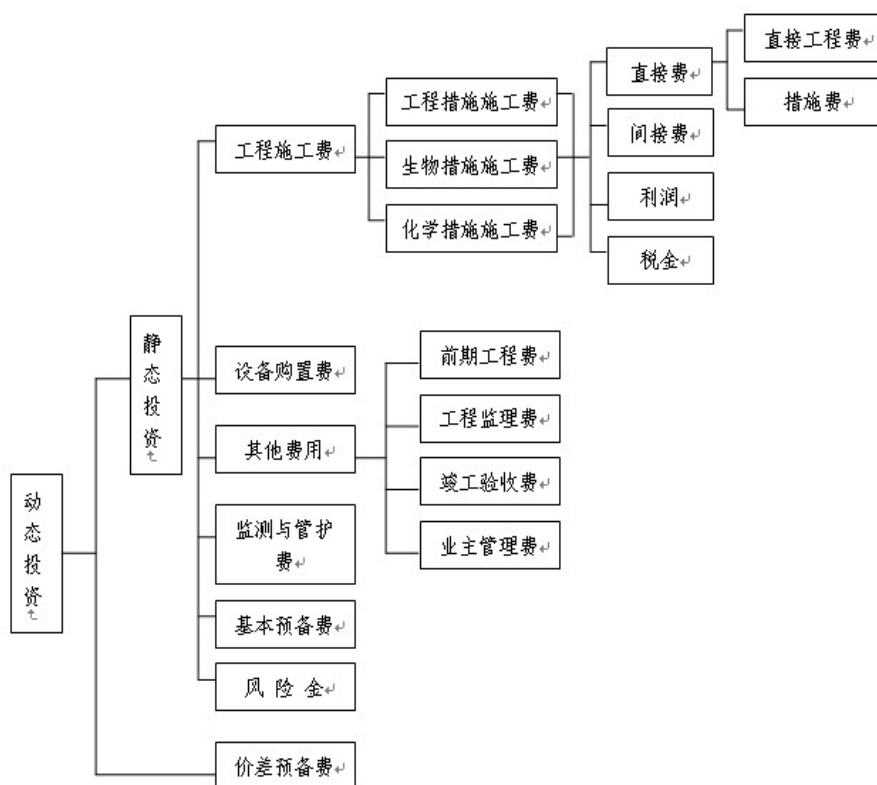 直接工程费
直接费
措施费
工程措施施工费
间接费
工程施工费
生物措施施工费
利润
化学措施施工费
税金
静态投资
前期工程费
设备购置费
工程监理费
其他费用
竣工验收费
动态投资
监测与管护
费
业主管理费
基本预备费
风险金
价差预备费